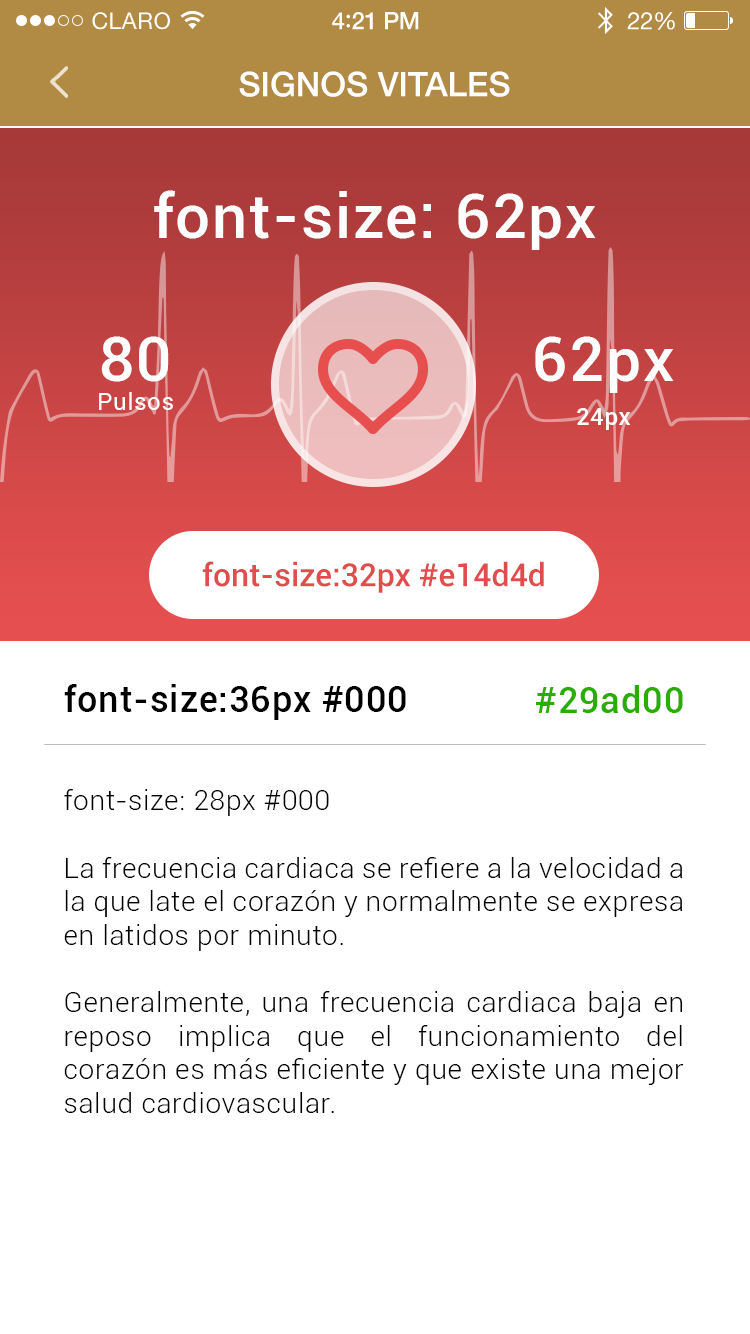 CLARO 4:21 PM 22%
SIGNOS VITALES
font-size: 62px
80 62px
Pulsos 24px
font-size:32px #e14d4d
font-size:36px #000 #29ad00
font-size: 28px #000
La frecuencia cardiaca se refiere a la velocidad a
la que late el corazón y normalmente se expresa
en latidos por minuto.
Generalmente, una frecuencia cardiaca baja en
reposo implica que el funcionamiento del
corazón es más eficiente y que existe una mejor
salud cardiovascular.